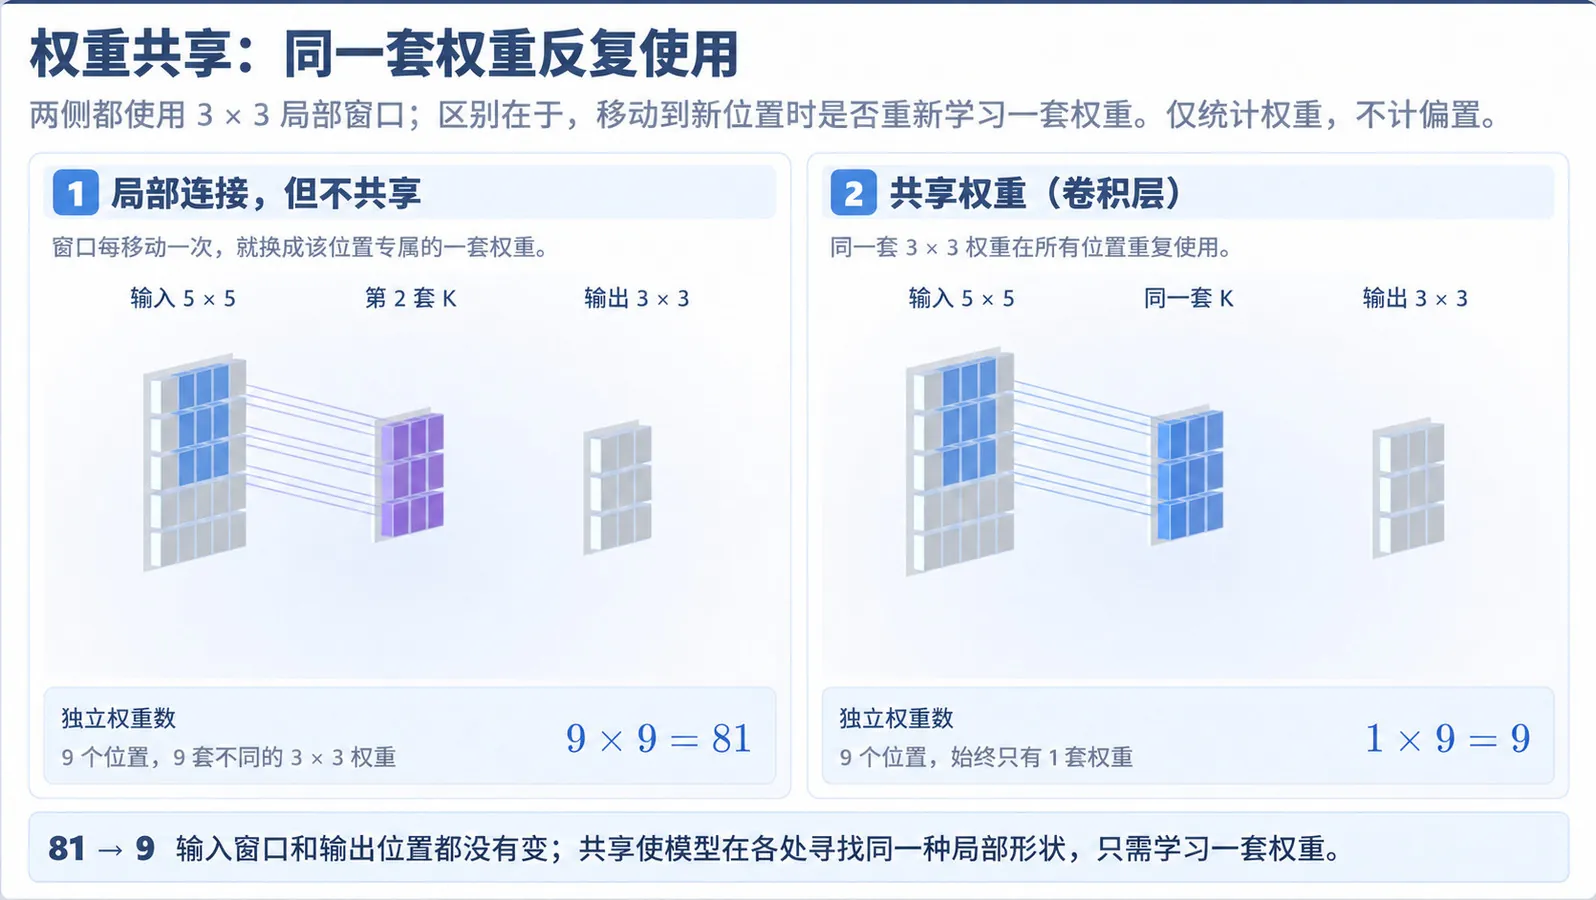 权重共享：同一套权重反复使用
两侧都使用 3 × 3 局部窗口；区别在于，移动到新位置时是否重新学习一套权重。仅统计权重，不计偏置。
1 局部连接，但不共享
窗口每移动一次，就换成该位置专属的一套权重。
输入 5 × 5 第 2 套 K 输出 3 × 3
独立权重数
9 个位置，9 套不同的 3 × 3 权重
9 × 9 = 81
2 共享权重（卷积层）
同一套 3 × 3 权重在所有位置重复使用。
输入 5 × 5 同一套 K 输出 3 × 3
独立权重数
9 个位置，始终只有 1 套权重
1 × 9 = 9
81 → 9 输入窗口和输出位置都没有变；共享使模型在各处寻找同一种局部形状，只需学习一套权重。